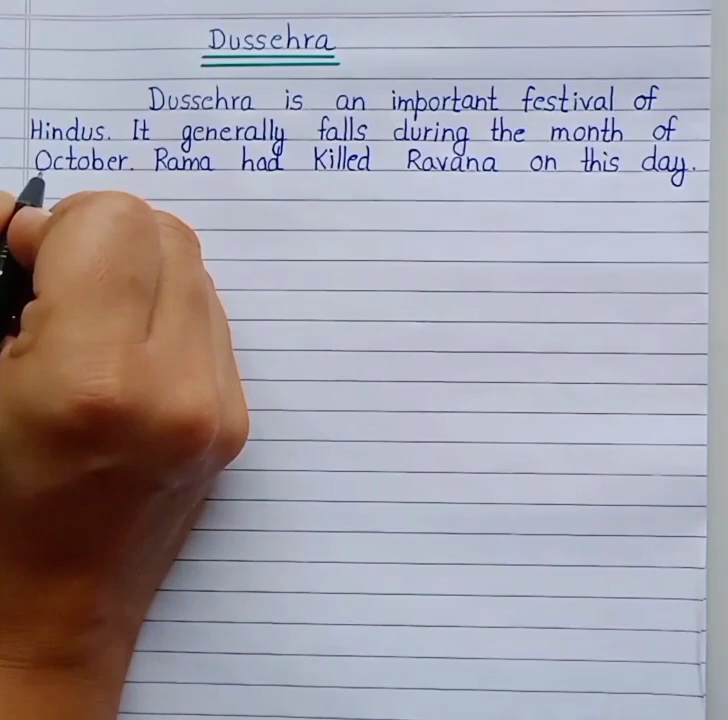 Dussehra
Dussehra is an important festival of
Hindus. It generally falls during the month of
October. Rama had killed Ravana on this day.